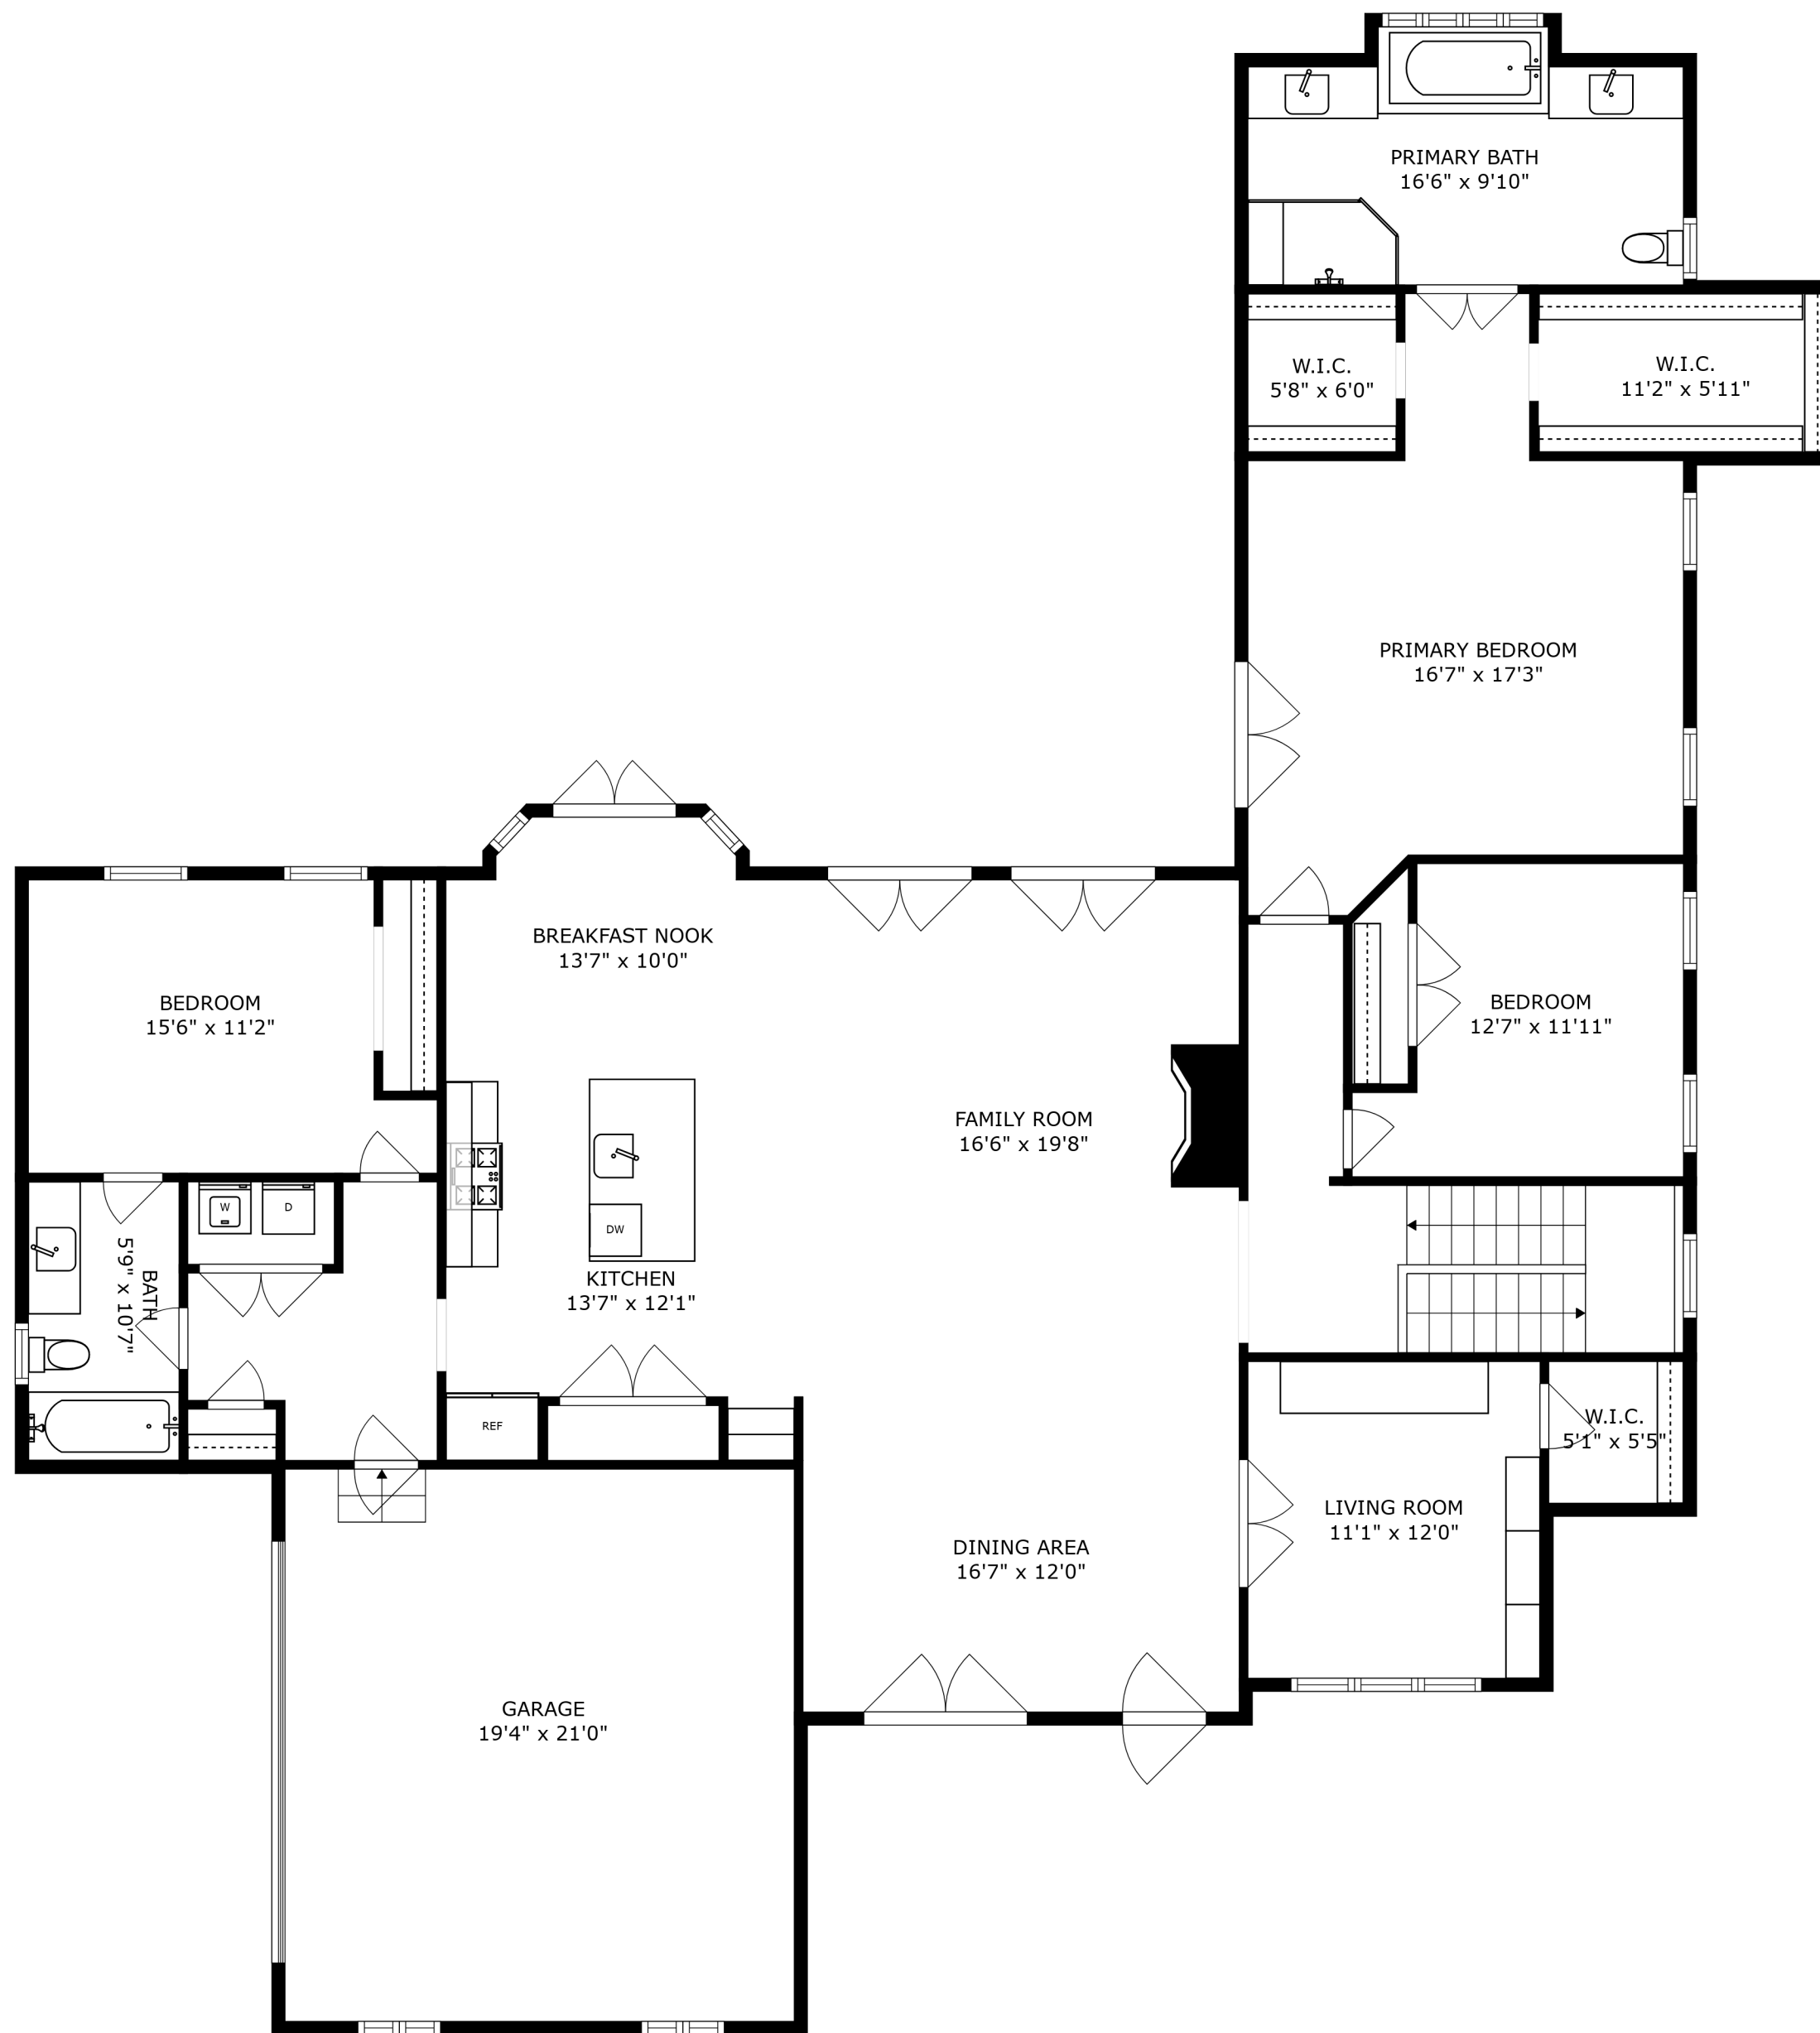 PRIMARY BATH
16'6" x 9'10"
W.I.C.
5'8" x 6'0"
W.I.C.
11'2" x 5'11"
PRIMARY BEDROOM
16'7" x 17'3"
BREAKFAST NOOK
13'7" x 10'0"
BEDROOM
15'6" x 11'2"
BEDROOM
12'7" x 11'11"
FAMILY ROOM
16'6" x 19'8"
W
D
DW
BATH
5'9" x 10'7"
KITCHEN
13'7" x 12'1"
REF
W.I.C.
5'1" x 5'5"
LIVING ROOM
11'1" x 12'0"
DINING AREA
16'7" x 12'0"
GARAGE
19'4" x 21'0"